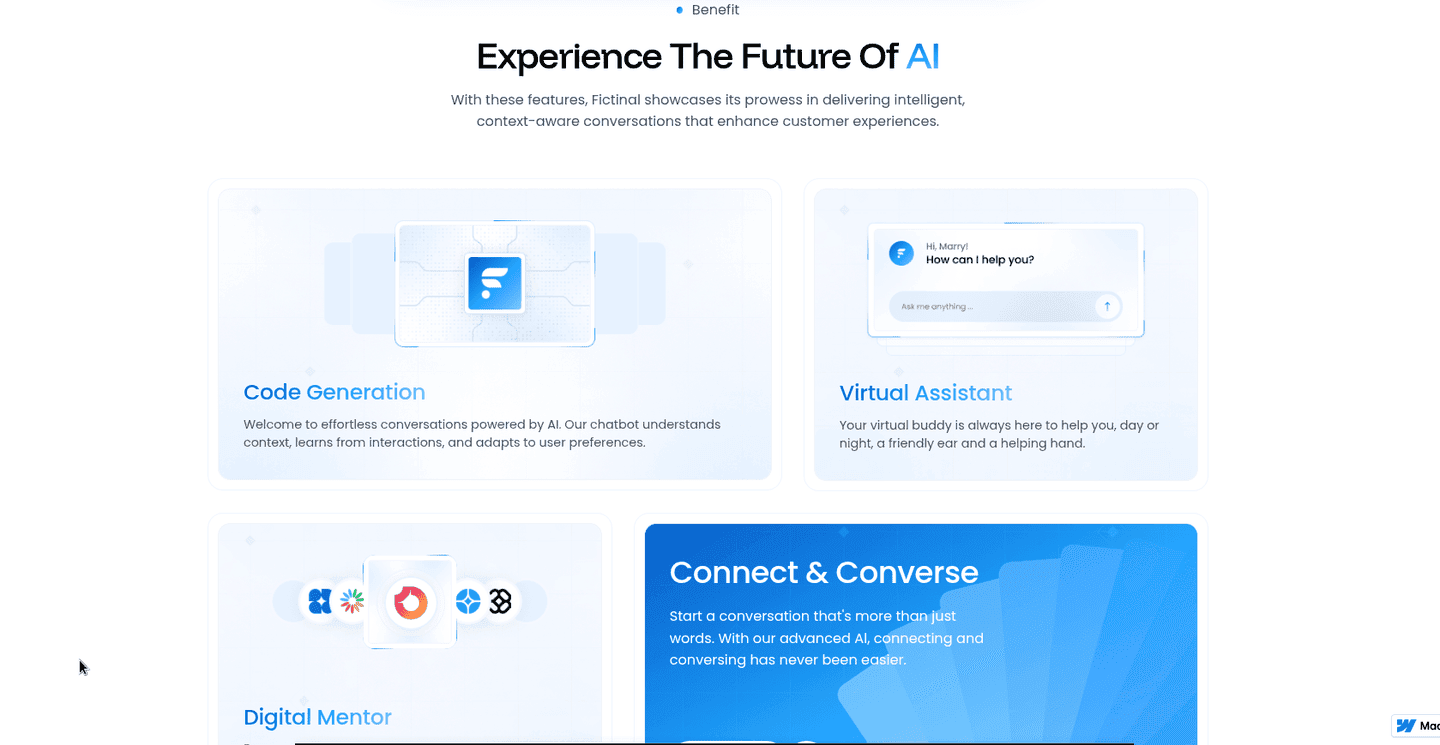 Benefit
Experience The Future Of AI
With these features, Fictinal showcases its prowess in delivering intelligent,
context-aware conversations that enhance customer experiences.
Hi, Marry!
How can I help you?
Ask me anything ...
Code Generation
Welcome to effortless conversations powered by AI. Our chatbot understands
context, learns from interactions, and adapts to user preferences.
Virtual Assistant
Your virtual buddy is always here to help you, day or
night, a friendly ear and a helping hand.
Connect & Converse
Start a conversation that's more than just
words. With our advanced AI, connecting and
conversing has never been easier.
Digital Mentor